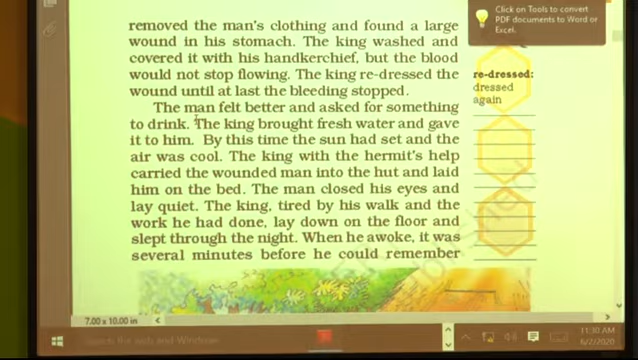 removed the man's clothing and found a large
wound in his stomach. The king washed and
covered it with his handkerchief, but the blood
would not stop flowing. The king re-dressed the
wound until at last the bleeding stopped.
The man felt better and asked for something
to drink. The king brought fresh water and gave
it to him. By this time the sun had set and the
air was cool. The king with the hermit's help
carried the wounded man into the hut and laid
him on the bed. The man closed his eyes and
lay quiet. The king, tired by his walk and the
work he had done, lay down on the floor and
slept through the night. When he awoke, it was
several minutes before he could remember
Click on Tools to convert
PDF documents to Word or
Excel.
re-dressed:
dressed
again
7.00 x 10.00 in
Search the web and Windows
11:30 AM
6/2/2020